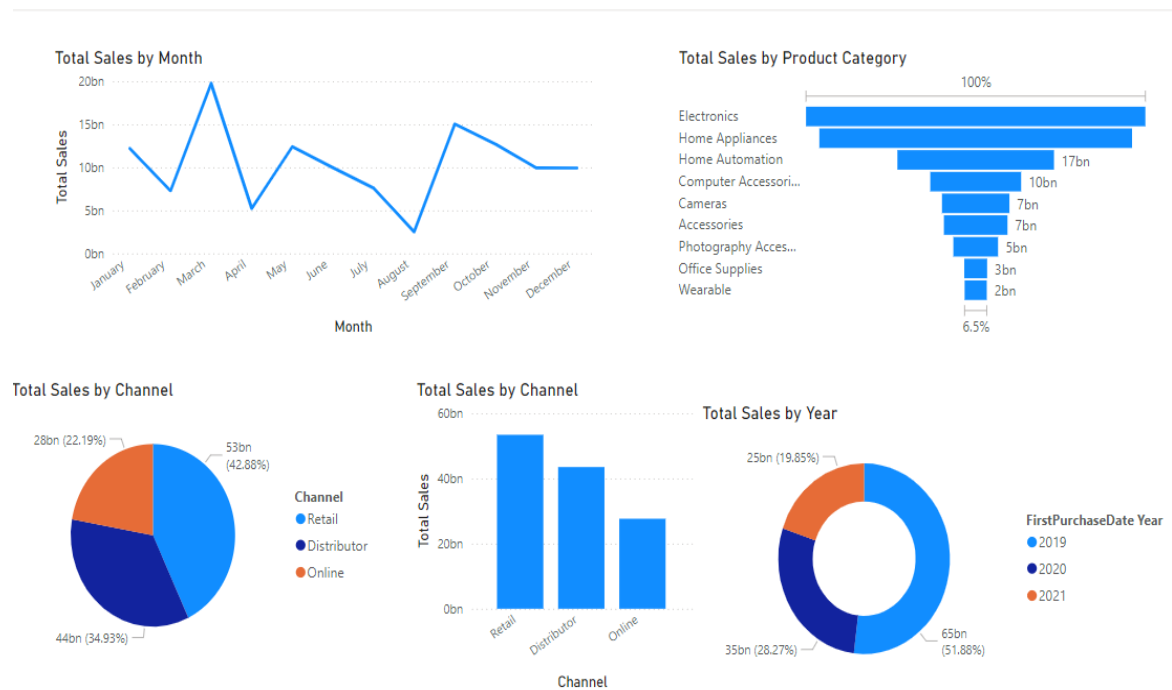 Total Sales by Month
Total Sales
20bn
15bn
10bn
5bn
0bn
January
February
March
April
May
June
July
August
September
October
November
December
Month
Total Sales by Product Category
100%
Electronics
Home Appliances
Home Automation
17bn
Computer Accessori...
10bn
Cameras
7bn
Accessories
7bn
Photography Acces...
5bn
Office Supplies
3bn
Wearable
2bn
6.5%
Total Sales by Channel
28bn (22.19%)
53bn
(42.88%)
44bn (34.93%)
Channel
Retail
Distributor
Online
Total Sales by Channel
Total Sales
60bn
40bn
20bn
0bn
Retail
Distributor
Online
Channel
Total Sales by Year
25bn (19.85%)
35bn (28.27%)
65bn
(51.88%)
FirstPurchaseDate Year
2019
2020
2021